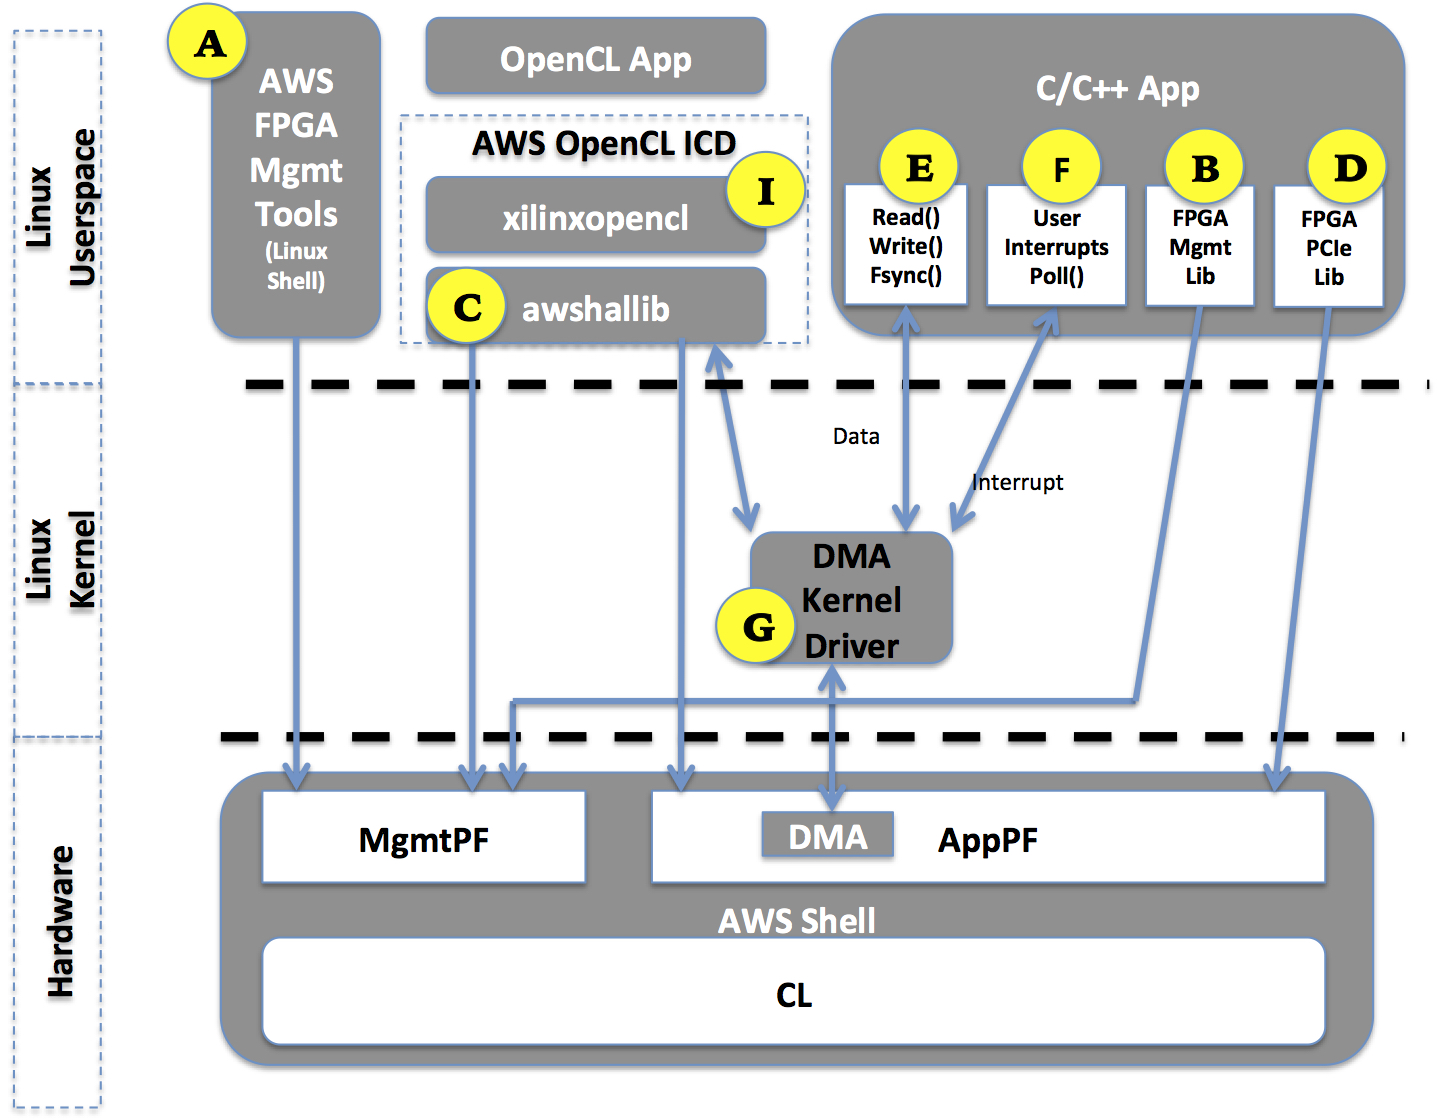 A
AWS
FPGA
Mgmt
Tools
(Linux
Shell)
OpenCL App
AWS OpenCL ICD
I
xilinxopencl
C
awshallib
C/C++ App
E
Read()
Write()
Fsync()
F
User
Interrupts
Poll()
B
FPGA
Mgmt
Lib
D
FPGA
PCIe
Lib
Linux
Userspace
Data
Interrupt
Linux
Kernel
DMA
Kernel
Driver
G
Hardware
MgmtPF
DMA
AppPF
AWS Shell
CL